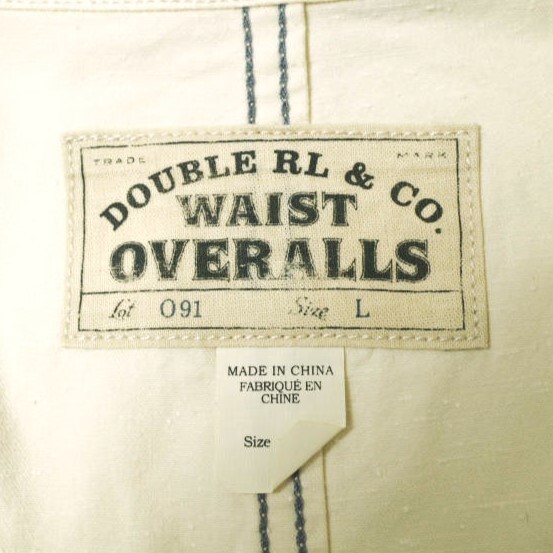 TRADE MARK
DOUBLE RL & CO.
WAIST
OVERALLS
Lot 091 Size L
MADE IN CHINA
FABRIQUÉ EN
CHINE
Size